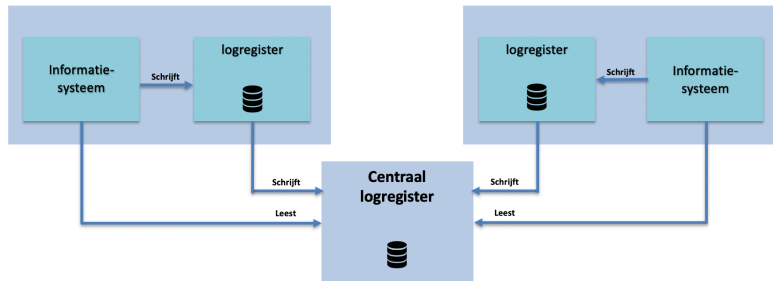 Informatie-
systeem
Schrijft
logregister
logregister
Schrijft
Informatie-
systeem
Schrijft
Leest
Centraal
logregister
Schrijft
Leest